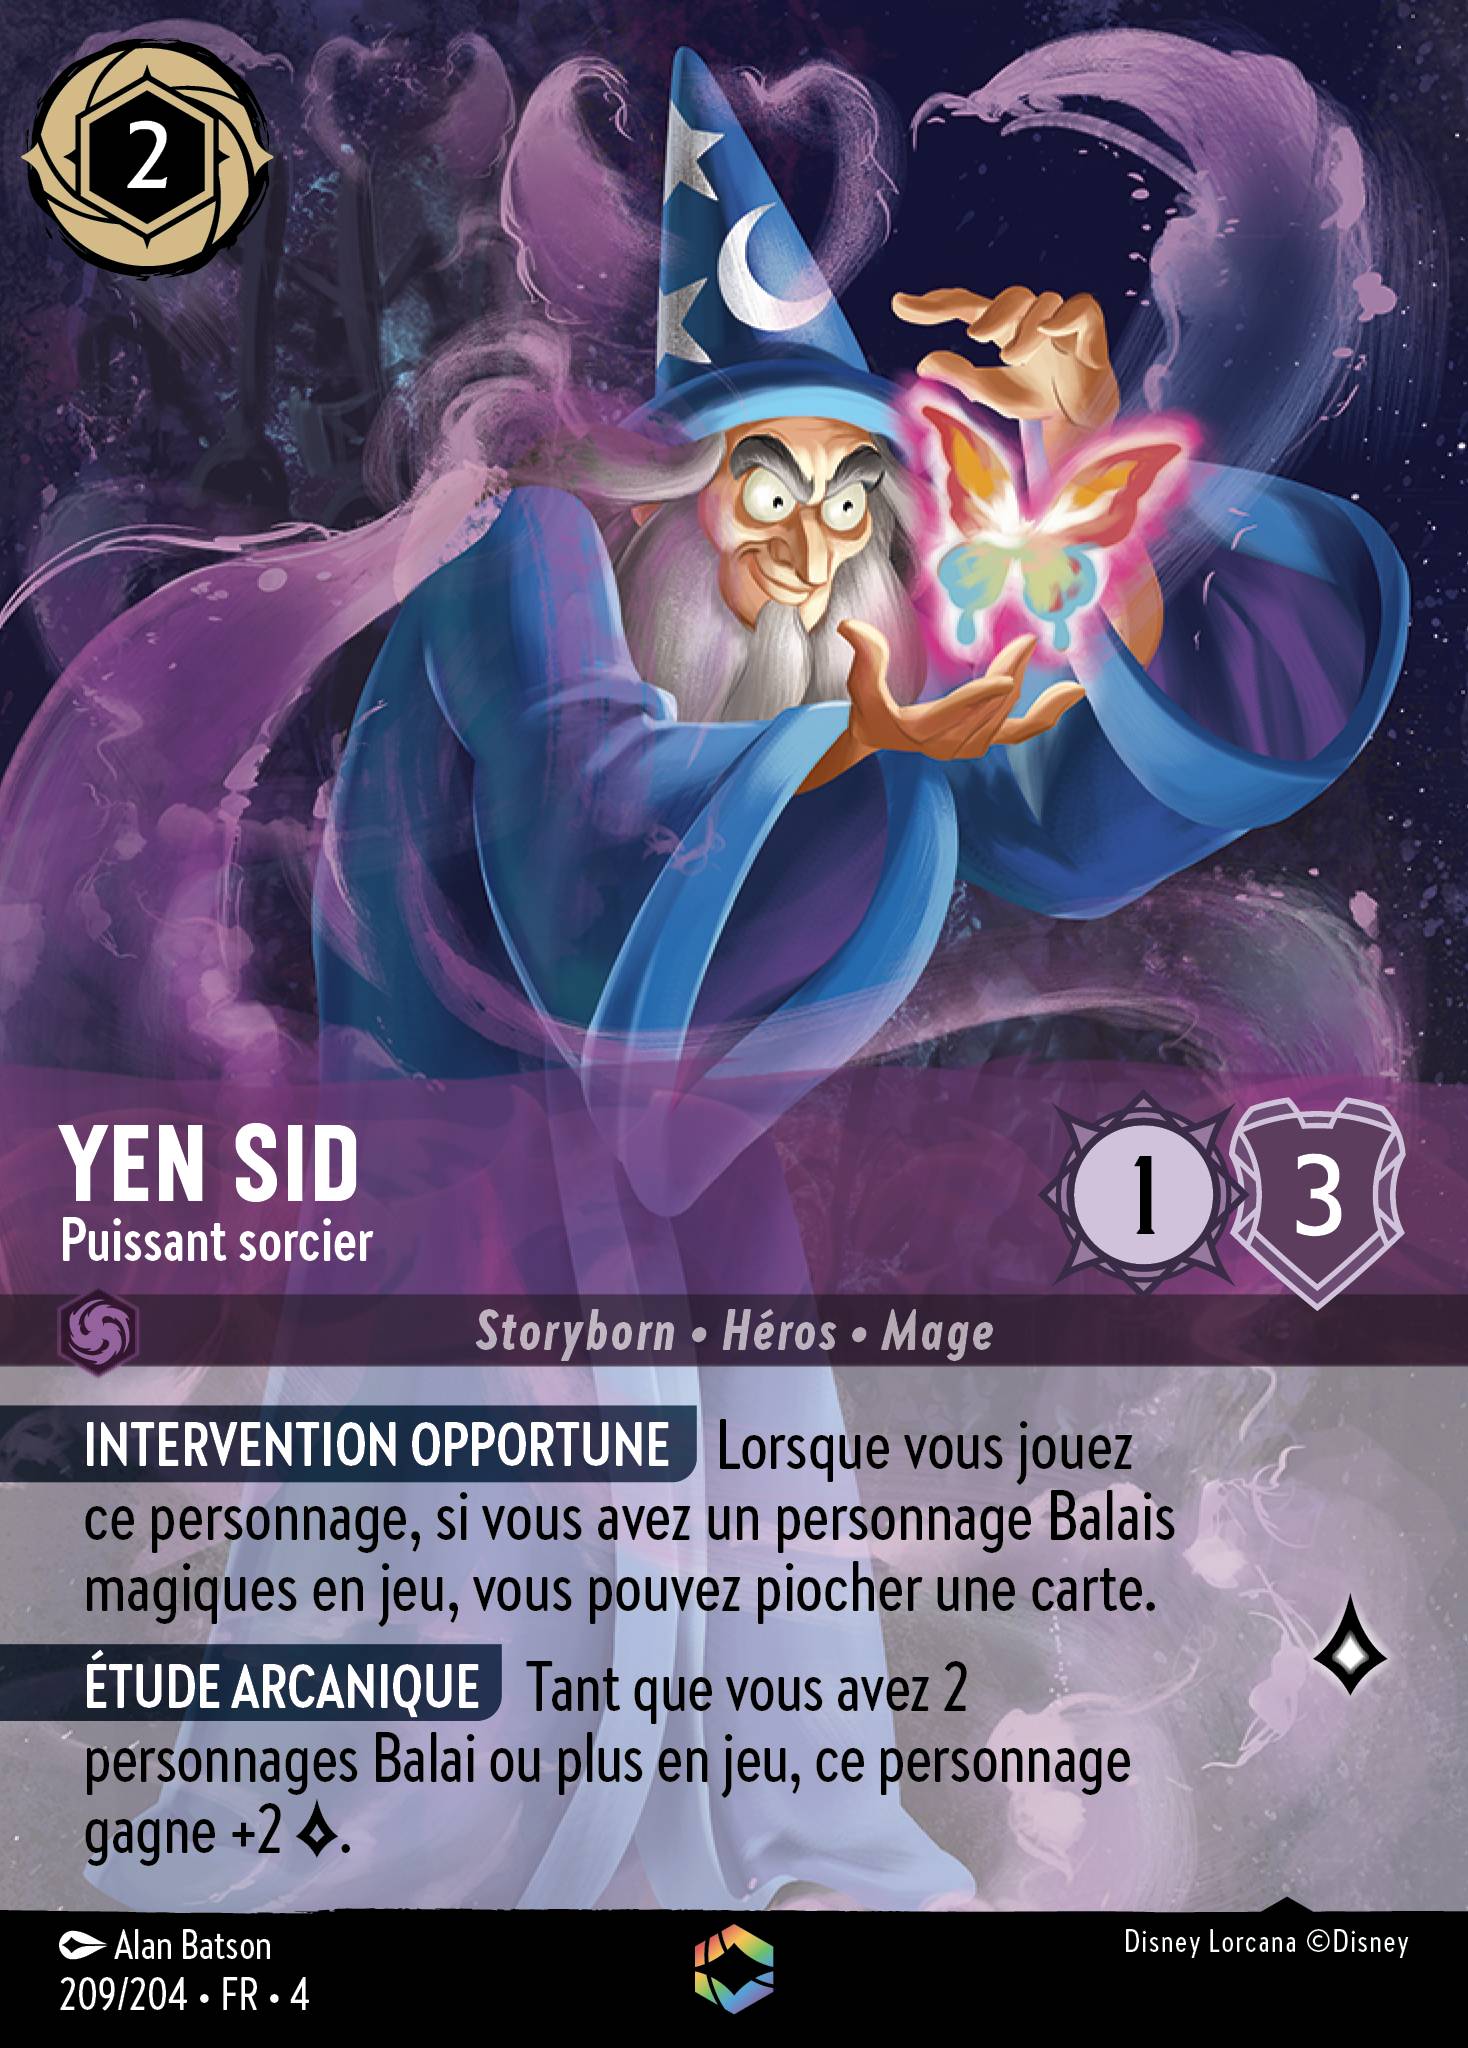 2
YEN SID
Puissant sorcier
1
3
Storyborn • Héros • Mage
INTERVENTION OPPORTUNE Lorsque vous jouez
ce personnage, si vous avez un personnage Balais
magiques en jeu, vous pouvez piocher une carte.
ÉTUDE ARCANIQUE Tant que vous avez 2
personnages Balai ou plus en jeu, ce personnage
gagne +2 .
Alan Batson
Disney Lorcana ©Disney
209/204 • FR • 4